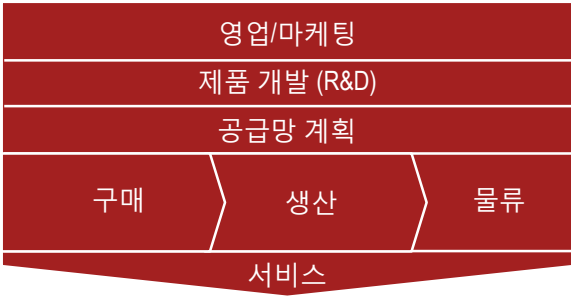 영업/마케팅
제품 개발 (R&D)
공급망 계획
구매
생산
물류
서비스